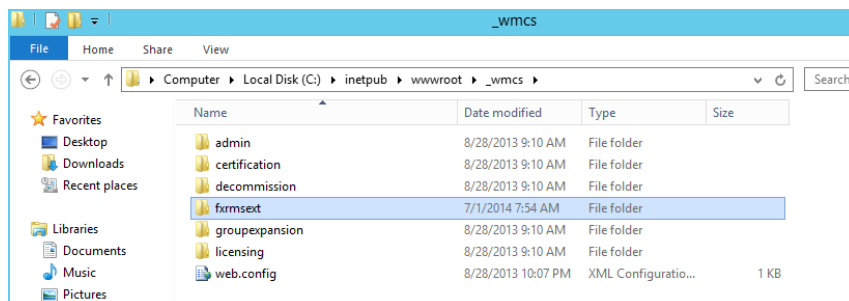 _wmcs
File Home Share View
Computer Local Disk (C:) inetpub wwwroot _wmcs Search
Favorites
Desktop
Downloads
Recent places
Libraries
Documents
Music
Pictures
Name Date modified Type Size
admin 8/28/2013 9:10 AM File folder
certification 8/28/2013 9:10 AM File folder
decommission 8/28/2013 9:10 AM File folder
fxrmsext 7/1/2014 7:54 AM File folder
groupexpansion 8/28/2013 9:10 AM File folder
licensing 8/28/2013 9:10 AM File folder
web.config 8/28/2013 10:07 PM XML Configuratio... 1 KB